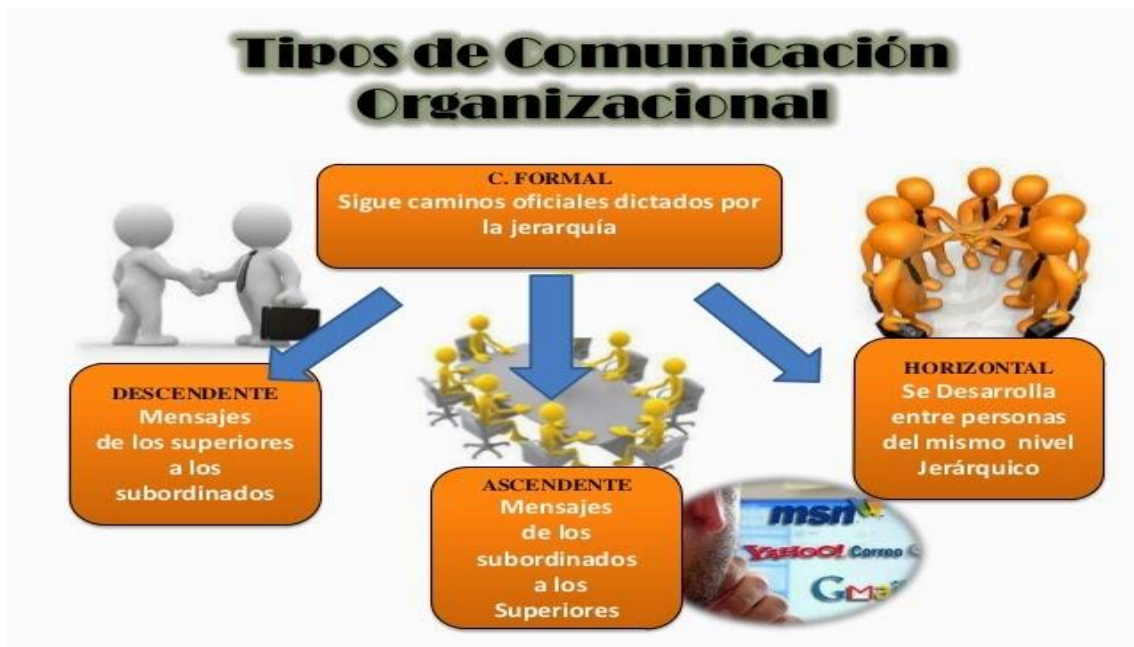 Tipos de Comunicación
Organizacional
C. FORMAL
Sigue caminos oficiales dictados por
la jerarquía
DESCENDENTE
Mensajes
de los superiores
a los
subordinados
ASCENDENTE
Mensajes
de los
subordinados
a los
Superiores
HORIZONTAL
Se Desarrolla
entre personas
del mismo nivel
Jerárquico
msn
YAHOO! Correo